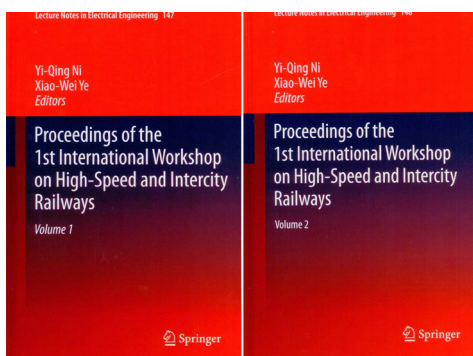 Lecture Notes in Electrical Engineering 147
Yi-Qing Ni
Xiao-Wei Ye
Editors
Proceedings of the
1st International Workshop
on High-Speed and Intercity
Railways
Volume 1
Springer
Lecture Notes in Electrical Engineering 148
Yi-Qing Ni
Xiao-Wei Ye
Editors
Proceedings of the
1st International Workshop
on High-Speed and Intercity
Railways
Volume 2
Springer